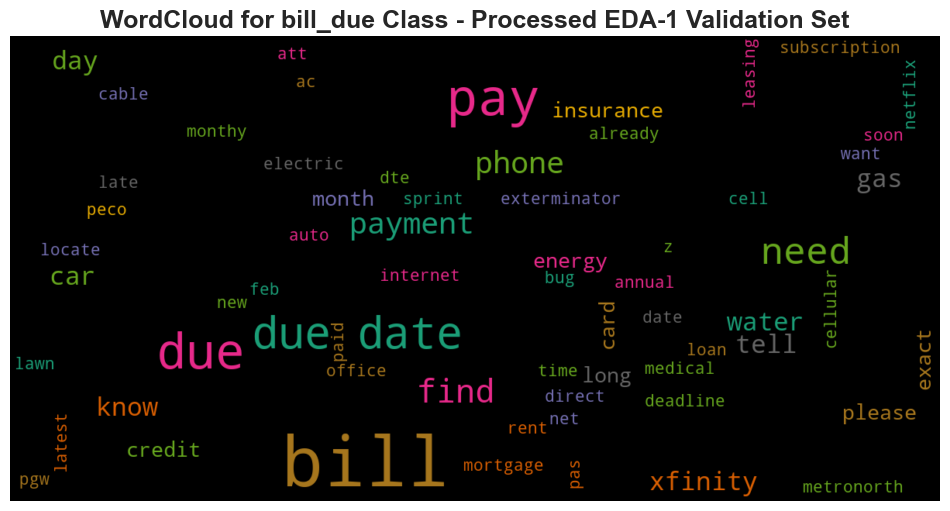 WordCloud for bill_due Class - Processed EDA-1 Validation Set
day
att
subscription
leasing
netflix
cable
ac
pay
insurance
monthy
already
soon
electric
phone
want
late
dte
gas
month
sprint
exterminator
cell
peco
payment
auto
locate
z
need
energy
car
internet
bug
annual
feb
cellular
new
card
date
water
due
due date
paid
tell
loan
exact
lawn
office
time
long
medical
find
direct
deadline
know
net
please
rent
latest
credit
bill
mortgage
pas
pgw
xfinity
metronorth